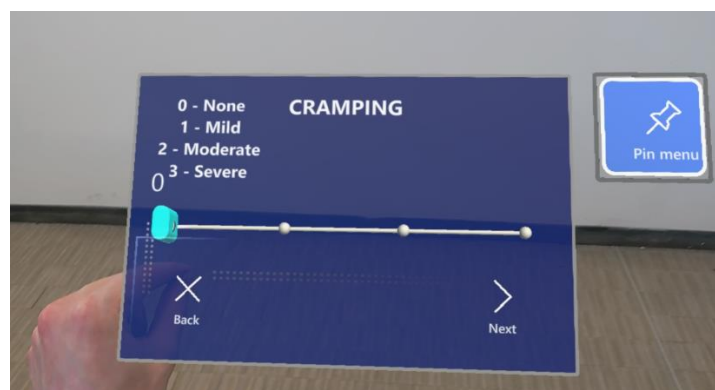 0 - None
CRAMPING
1 - Mild
2 - Moderate
3 - Severe
0
Back
Next
Pin menu